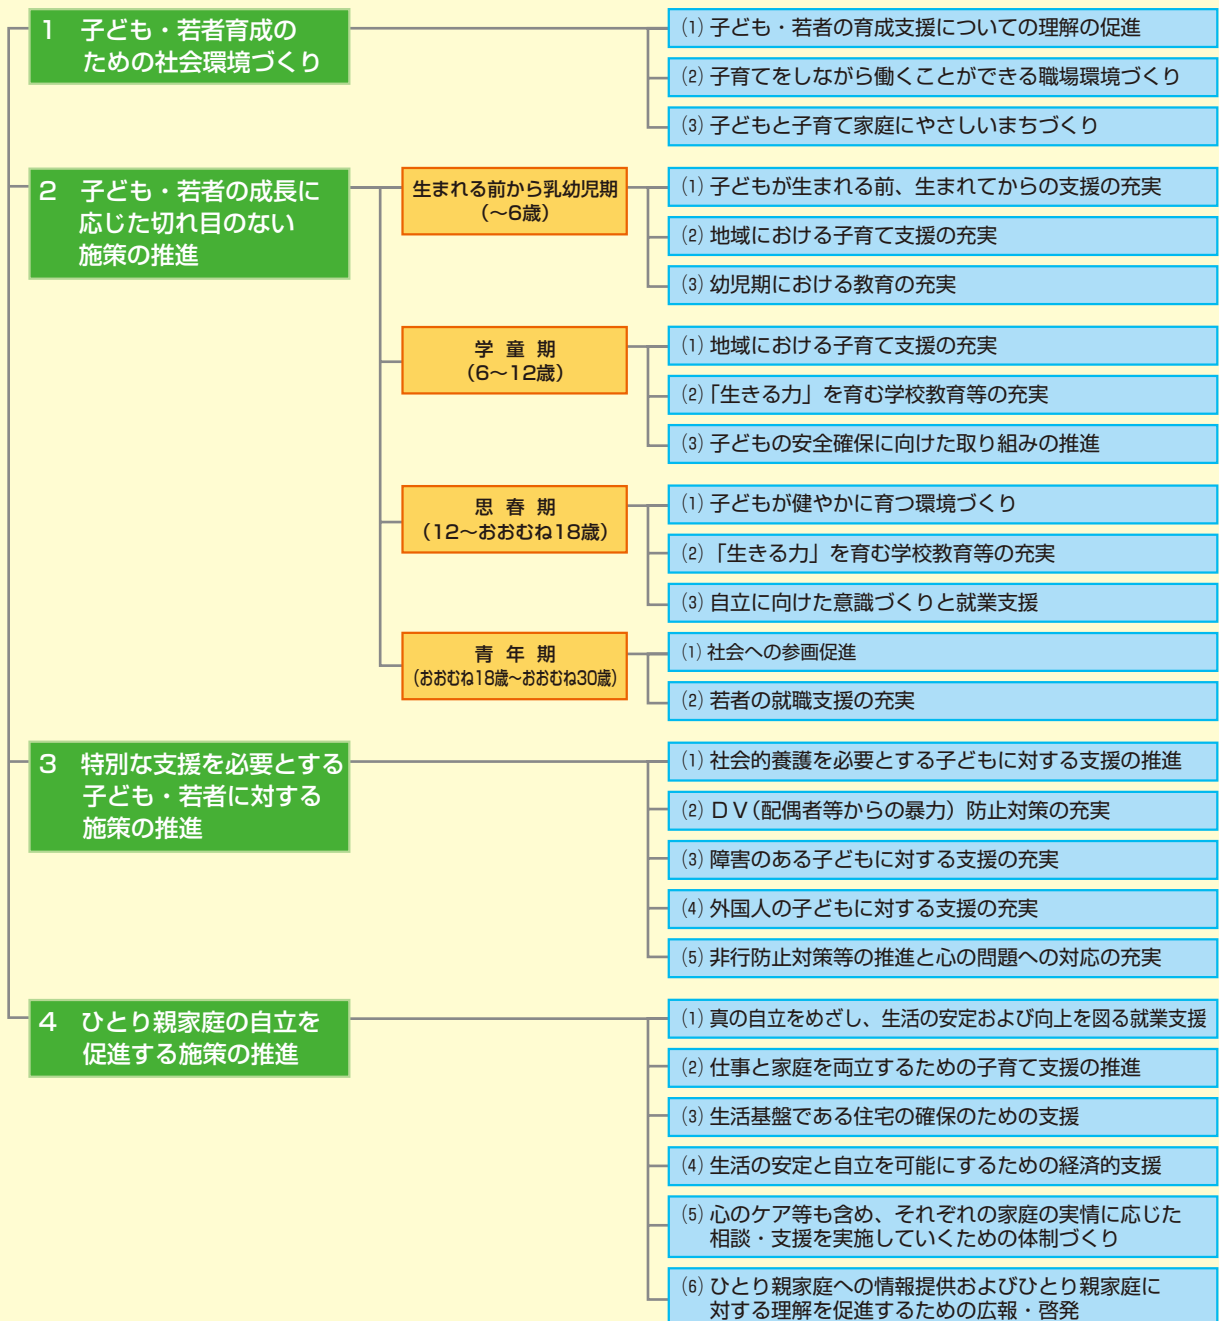 1 子ども・若者育成の
ための社会環境づくり
(1) 子ども・若者の育成支援についての理解の促進
(2) 子育てをしながら働くことができる職場環境づくり
(3) 子どもと子育て家庭にやさしいまちづくり
2 子ども・若者の成長に
応じた切れ目のない
施策の推進
生まれる前から乳幼児期
(~6歳)
(1) 子どもが生まれる前、生まれてからの支援の充実
(2) 地域における子育て支援の充実
(3) 幼児期における教育の充実
学 童 期
(6~12歳)
(1) 地域における子育て支援の充実
(2)「生きる力」を育む学校教育等の充実
(3) 子どもの安全確保に向けた取り組みの推進
思 春 期
(12~おおむね18歳)
(1) 子どもが健やかに育つ環境づくり
(2)「生きる力」を育む学校教育等の充実
(3) 自立に向けた意識づくりと就業支援
青 年 期
(おおむね18歳~おおむね30歳)
(1) 社会への参画促進
(2) 若者の就職支援の充実
3 特別な支援を必要とする
子ども・若者に対する
施策の推進
(1) 社会的養護を必要とする子どもに対する支援の推進
(2) DV(配偶者等からの暴力)防止対策の充実
(3) 障害のある子どもに対する支援の充実
(4) 外国人の子どもに対する支援の充実
(5) 非行防止対策等の推進と心の問題への対応の充実
4 ひとり親家庭の自立を
促進する施策の推進
(1) 真の自立をめざし、生活の安定および向上を図る就業支援
(2) 仕事と家庭を両立するための子育て支援の推進
(3) 生活基盤である住宅の確保のための支援
(4) 生活の安定と自立を可能にするための経済的支援
(5) 心のケア等も含め、それぞれの家庭の実情に応じた
相談・支援を実施していくための体制づくり
(6) ひとり親家庭への情報提供およびひとり親家庭に
対する理解を促進するための広報・啓発